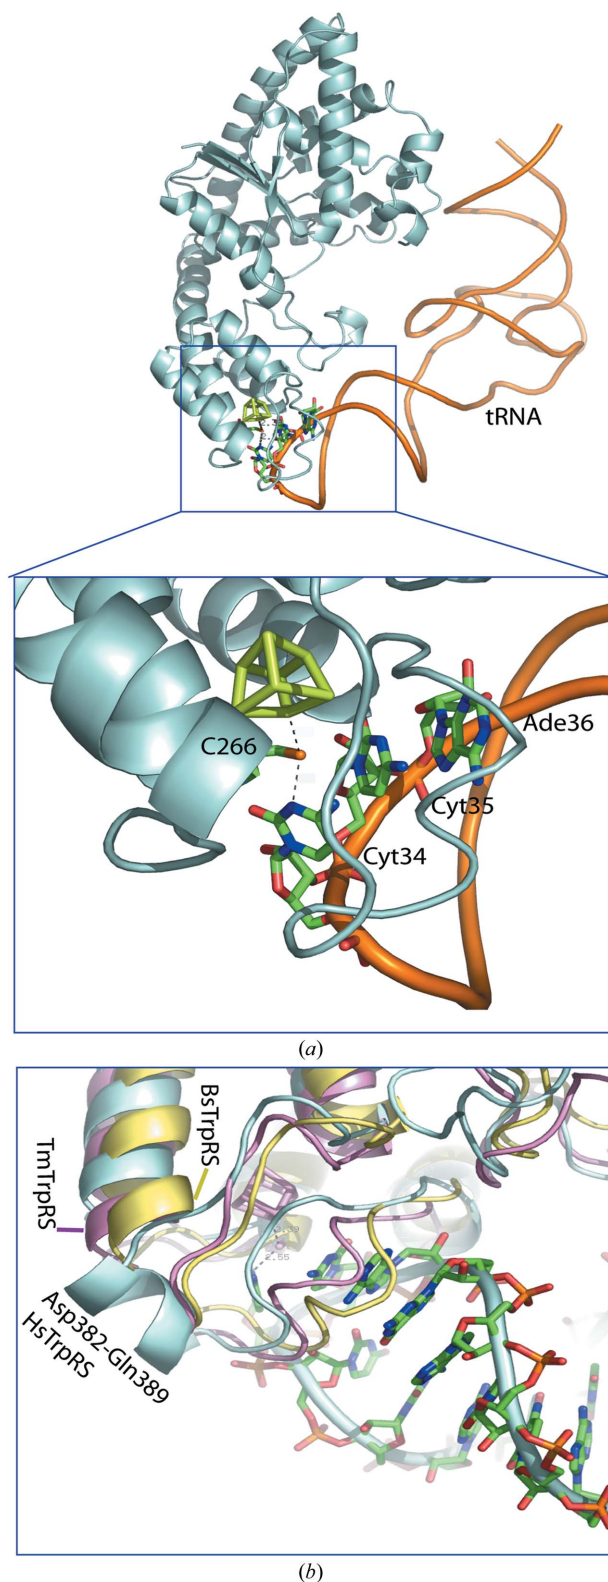 tRNA
C266
Ade36
Cyt35
Cyt34
(a)
BsTrpRS
TmTrpRS
2.55
Asp382-Gln389
HsTrpRS
(b)